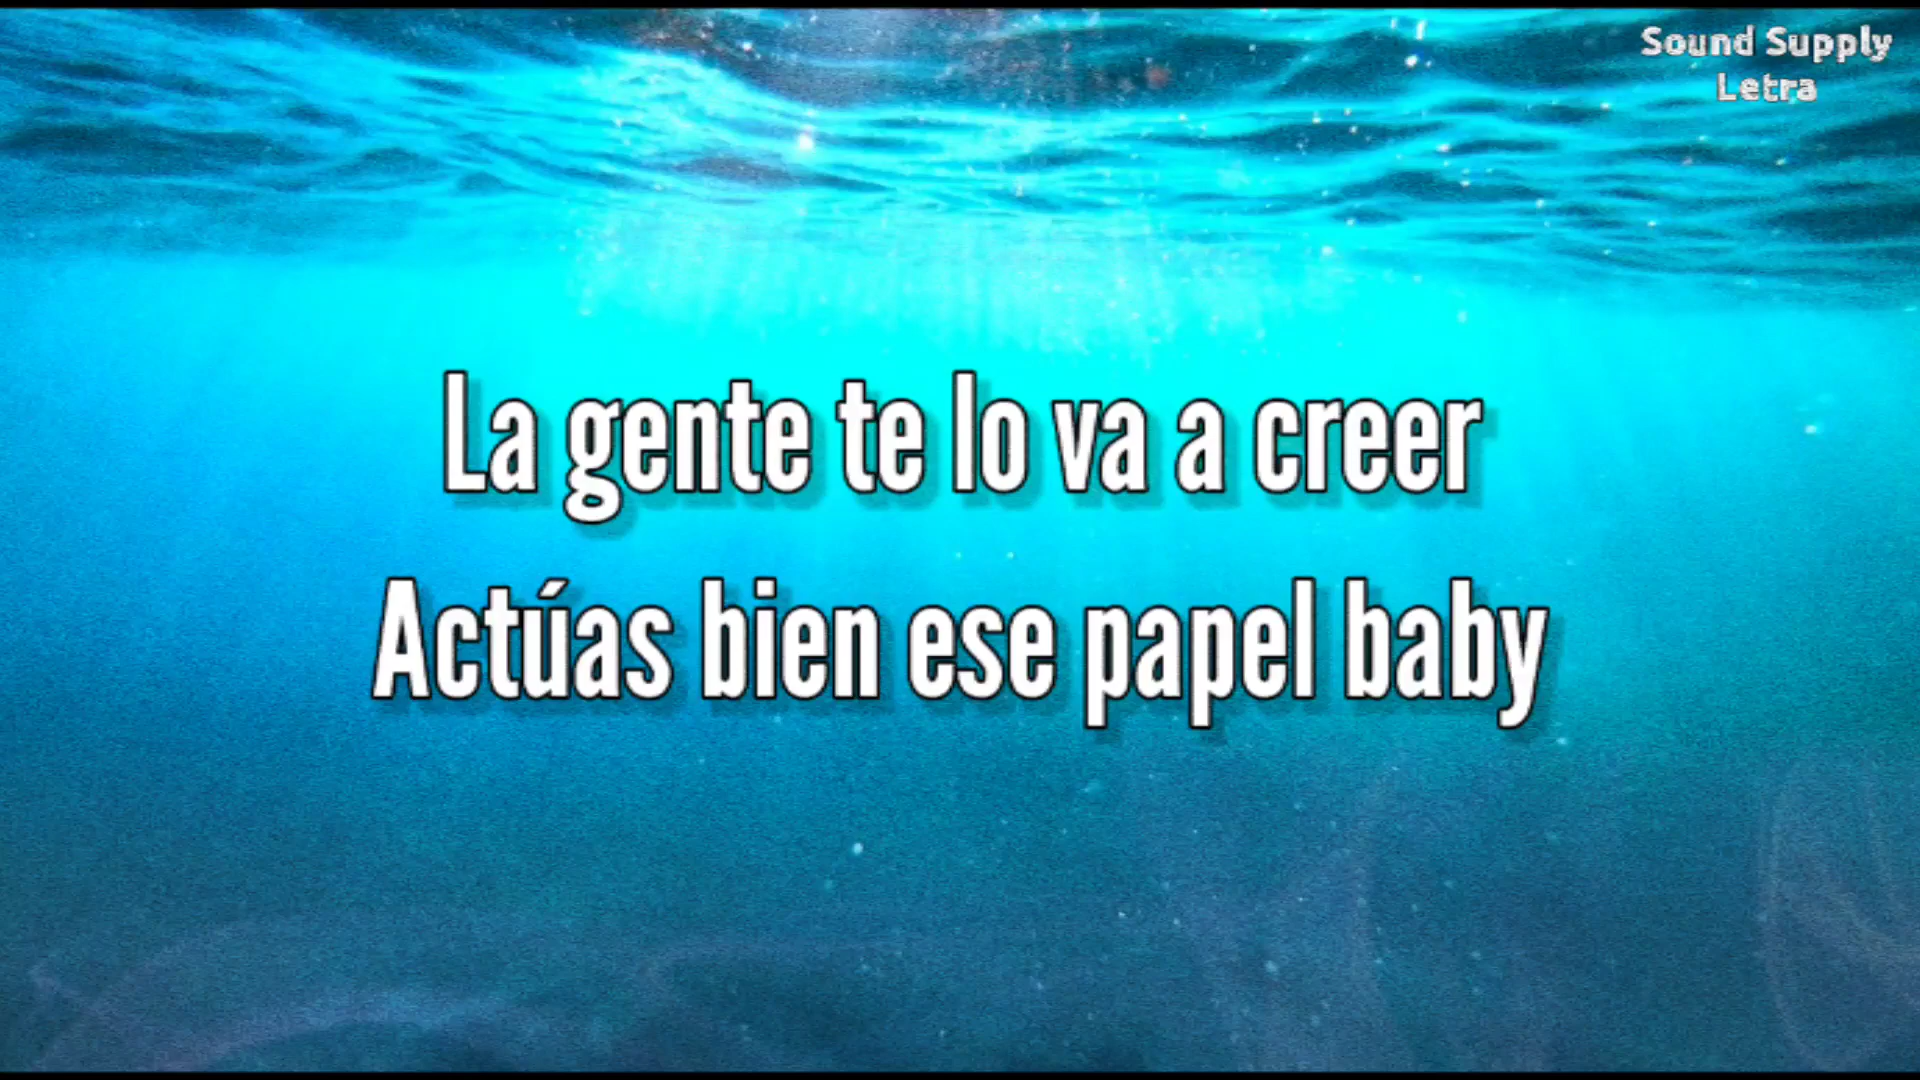 Sound Supply
Letra
La gente te lo va a creer
Actúas bien ese papel baby